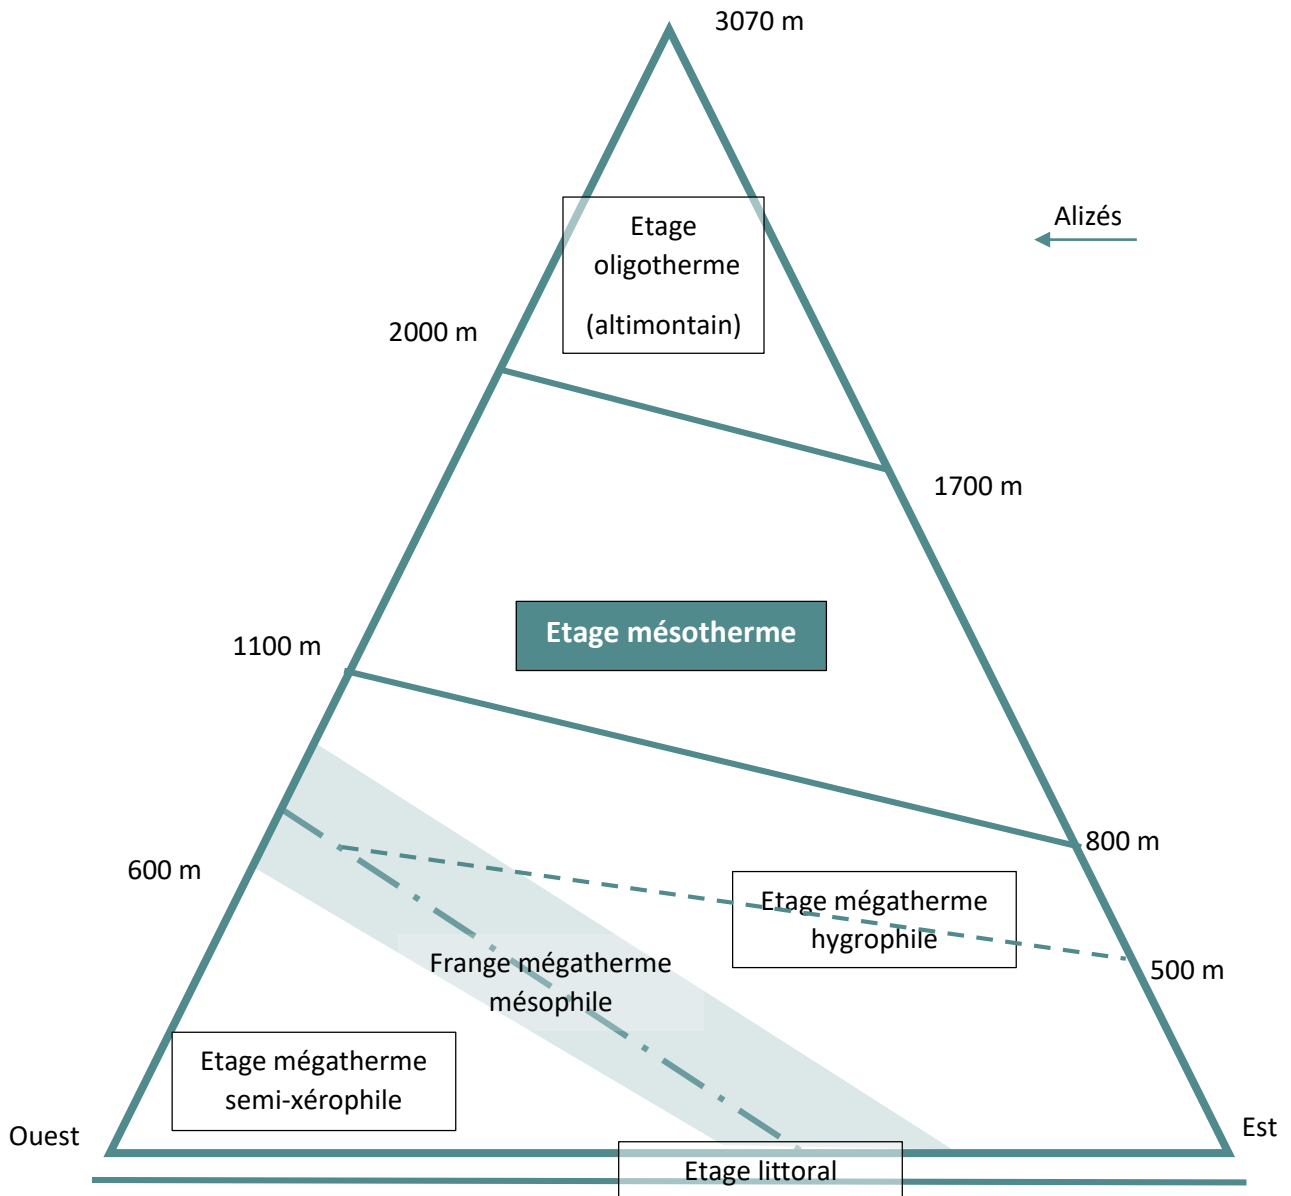 3070 m
Alizés
Etage
oligotherme
(altimontain)
2000 m
1700 m
Etage mésotherme
1100 m
800 m
600 m
Etage mégatherme
hygrophile
500 m
Frange mégatherme
mésophile
Etage mégatherme
semi-xérophile
Ouest
Est
Etage littoral